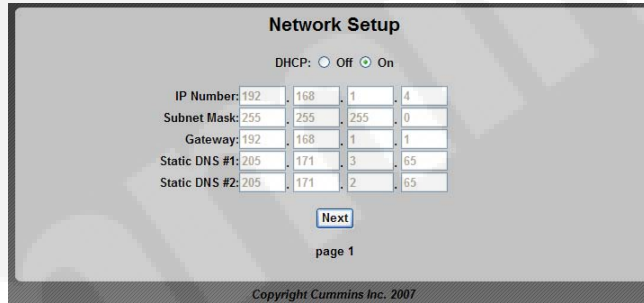 Network Setup
DHCP: Off On
IP Number: 192 . 168 . 1 . 4
Subnet Mask: 255 . 255 . 255 . 0
Gateway: 192 . 168 . 1 . 1
Static DNS #1: 205 . 171 . 3 . 65
Static DNS #2: 205 . 171 . 2 . 65
Next
page 1
Copyright Cummins Inc. 2007